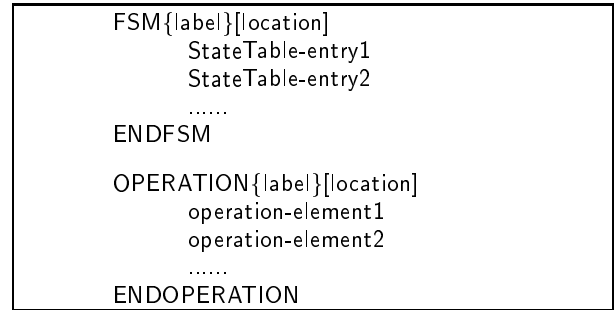 FSM{label}[location]
StateTable-entry1
StateTable-entry2
......
ENDFSM
OPERATION{label}[location]
operation-element1
operation-element2
......
ENDOPERATION